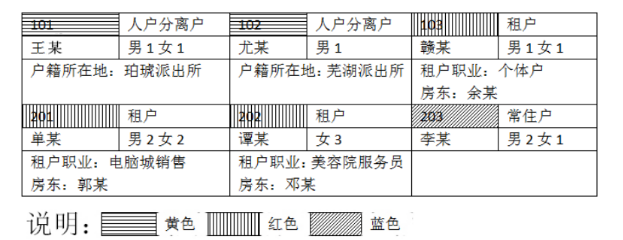 101 人户分离户 102 人户分离户 103 租户
王某 男1女1 尤某 男1 赣某 男1女1
户籍所在地：珀琥派出所 户籍所在地：芜湖派出所 租户职业：个体户
房东：余某
201 租户 202 租户 203 常住户
单某 男2女2 谭某 女3 李某 男2女1
租户职业：电脑城销售 租户职业：美容院服务员
房东：郭某 房东：邓某
说明： 黄色 红色 蓝色